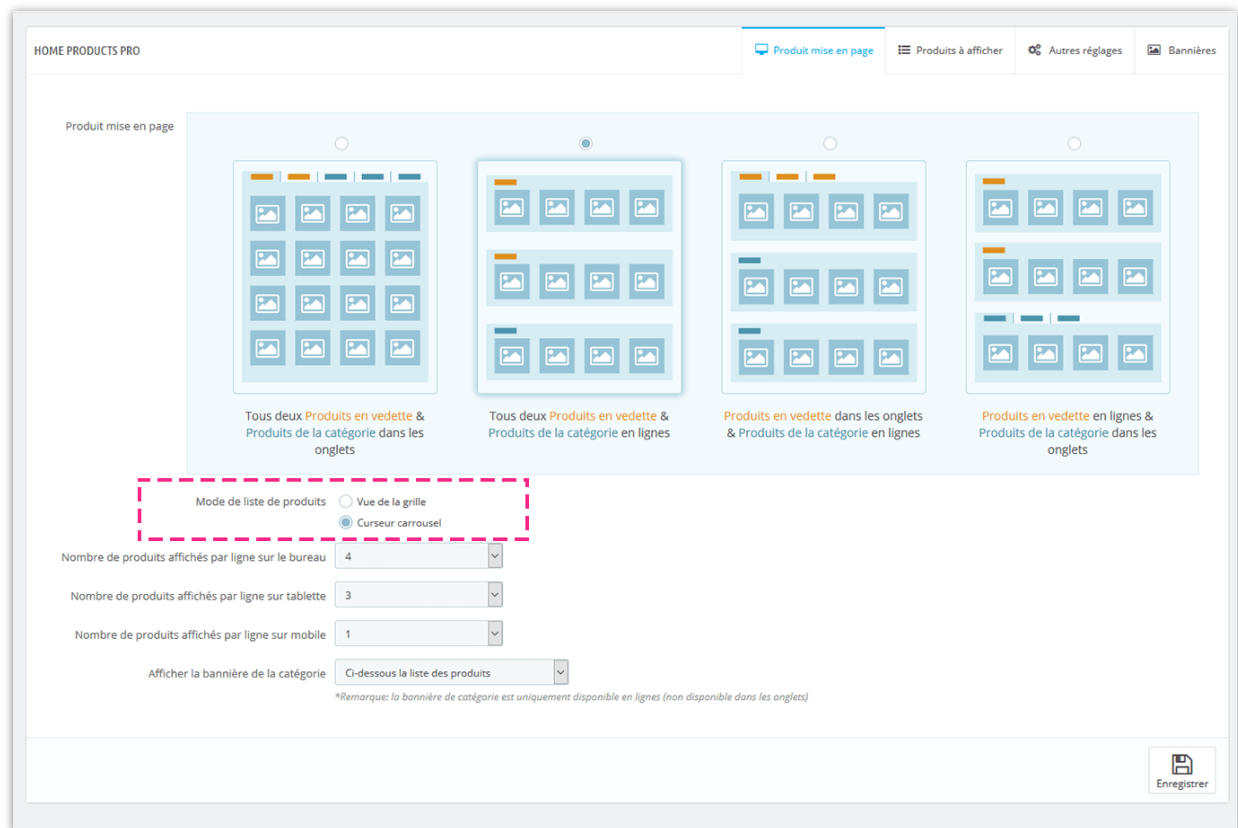 HOME PRODUCTS PRO
Produit mise en page
Produits à afficher
Autres réglages
Bannières
Produit mise en page
Tous deux Produits en vedette &
Produits de la catégorie dans les
onglets
Tous deux Produits en vedette &
Produits de la catégorie en lignes
Produits en vedette dans les onglets
& Produits de la catégorie en lignes
Produits en vedette en lignes &
Produits de la catégorie dans les
onglets
Mode de liste de produits
Vue de la grille
Curseur carrousel
Nombre de produits affichés par ligne sur le bureau 4
Nombre de produits affichés par ligne sur tablette 3
Nombre de produits affichés par ligne sur mobile 1
Afficher la bannière de la catégorie Ci-dessous la liste des produits
*Remarque: la bannière de catégorie est uniquement disponible en lignes (non disponible dans les onglets)
Enregistrer